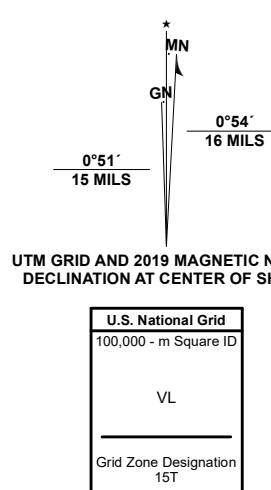 MN
GN
0°54´
16 MILS
0°51´
15 MILS
UTM GRID AND 2019 MAGNETIC
DECLINATION AT CENTER OF
U.S. National Grid
100,000 - m Square ID
VL
Grid Zone Designation
15T